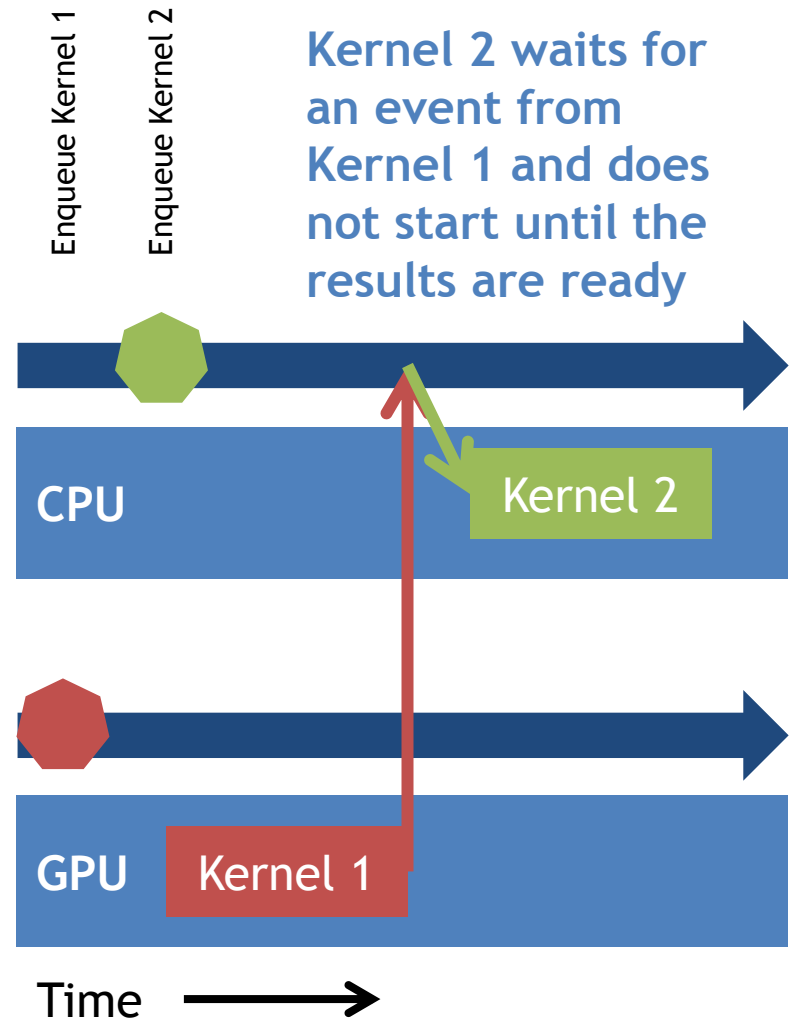 Enqueue Kernel 1
Enqueue Kernel 2
Kernel 2 waits for
an event from
Kernel 1 and does
not start until the
results are ready
CPU
Kernel 2
GPU
Kernel 1
Time